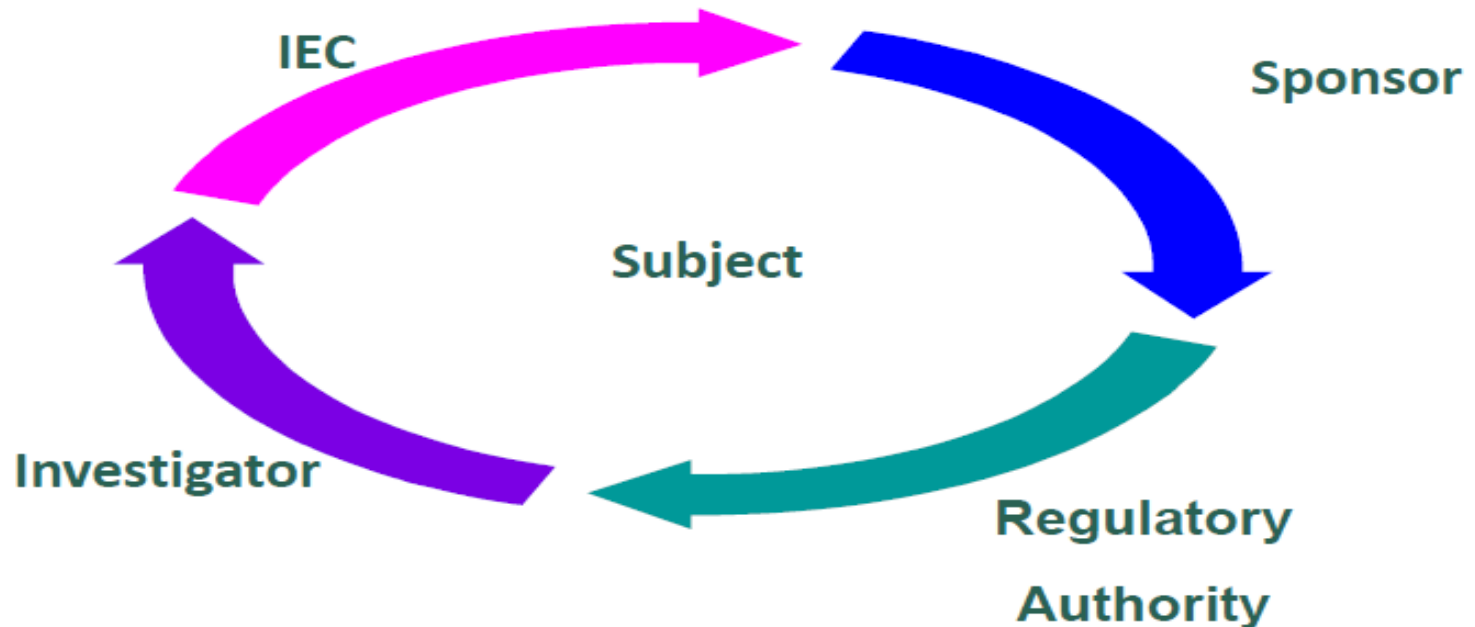 IEC
Sponsor
Subject
Investigator
Regulatory
Authority